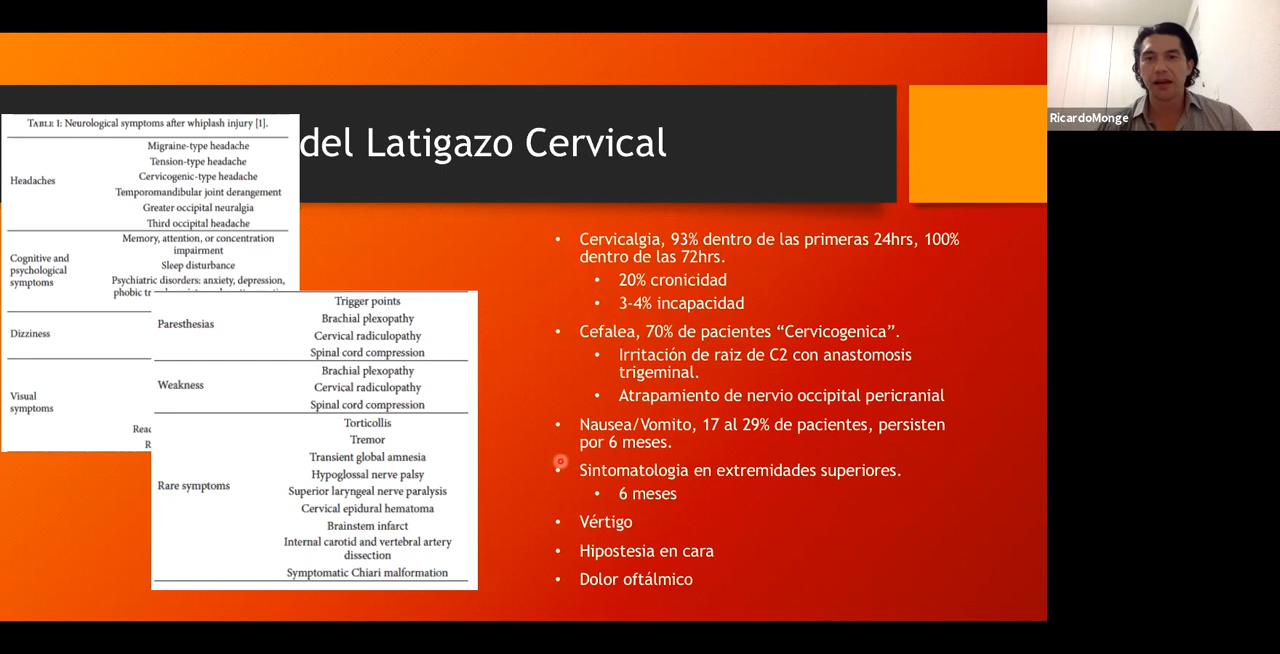 del Latigazo Cervical
TABLE I: Neurological symptoms after whiplash injury [1].
Headaches
Migraine-type headache
Tension-type headache
Cervicogenic-type headache
Temporomandibular joint derangement
Greater occipital neuralgia
Third occipital headache
Cognitive and
psychological
symptoms
Memory, attention, or concentration
impairment
Sleep disturbance
Psychiatric disorders: anxiety, depression,
phobic
Dizziness
Visual
symptoms
Paresthesias
Trigger points
Brachial plexopathy
Cervical radiculopathy
Spinal cord compression
Weakness
Brachial plexopathy
Cervical radiculopathy
Spinal cord compression
Rare symptoms
Torticollis
Tremor
Transient global amnesia
Hypoglossal nerve palsy
Superior laryngeal nerve paralysis
Cervical epidural hematoma
Brainstem infarct
Internal carotid and vertebral artery
dissection
Symptomatic Chiari malformation
• Cervicalgia, 93% dentro de las primeras 24hrs, 100%
dentro de las 72hrs.
• 20% cronicidad
• 3-4% incapacidad
• Cefalea, 70% de pacientes “Cervicogenica”.
• Irritación de raiz de C2 con anastomosis
trigeminal.
• Atrapamiento de nervio occipital pericranial
• Nausea/Vomito, 17 al 29% de pacientes, persisten
por 6 meses.
• Sintomatologia en extremidades superiores.
• 6 meses
• Vértigo
• Hipostesia en cara
• Dolor oftálmico
RicardoMonge